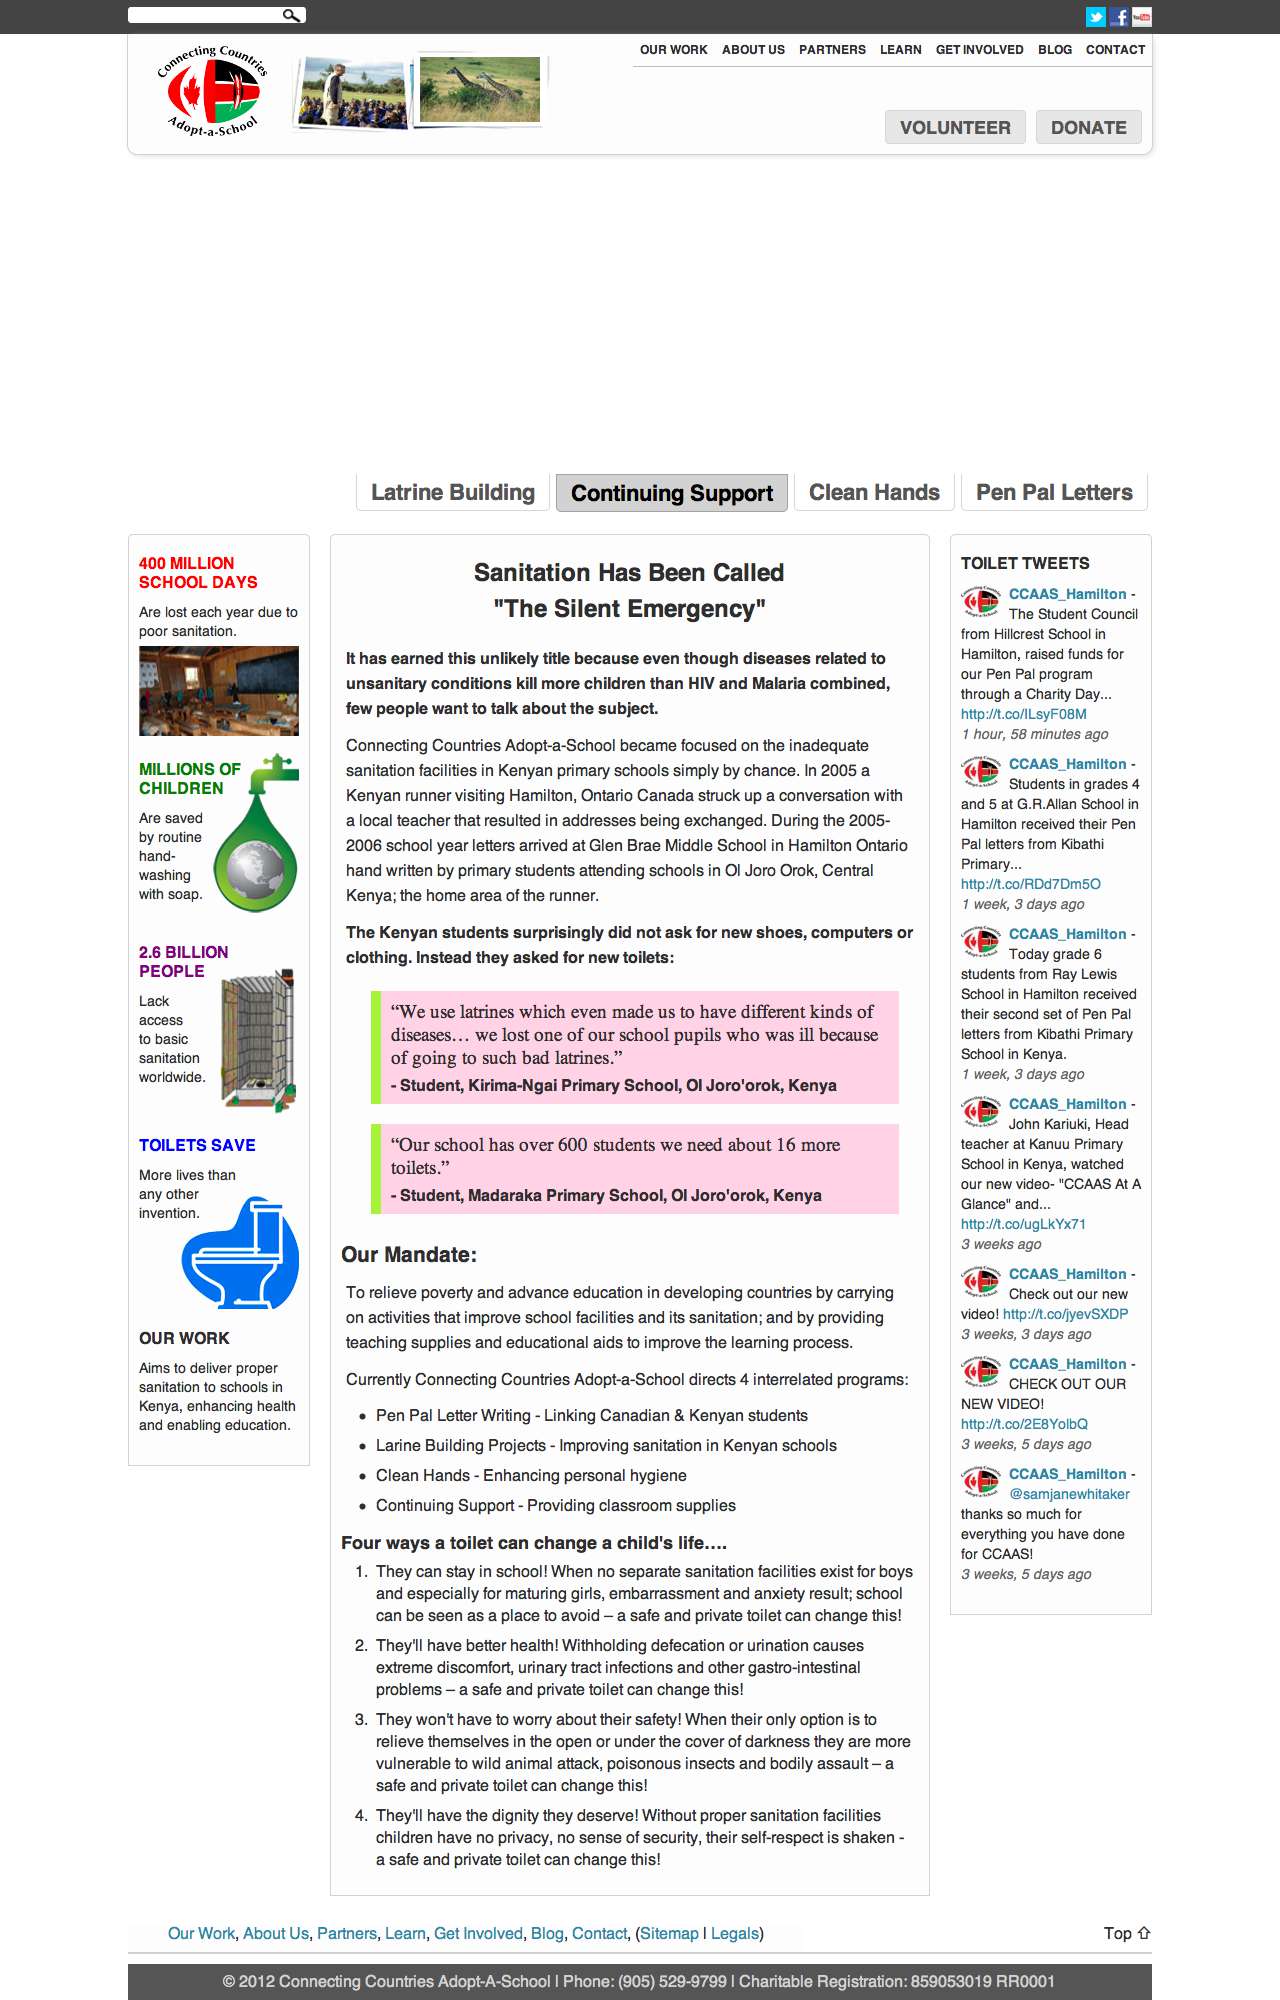 Connecting Countries
Adopt-a-School
OUR WORK ABOUT US PARTNERS LEARN GET INVOLVED BLOG CONTACT
VOLUNTEER DONATE
Latrine Building Continuing Support Clean Hands Pen Pal Letters
400 MILLION
SCHOOL DAYS
Are lost each year due to
poor sanitation.
MILLIONS OF
CHILDREN
Are saved
by routine
hand-
washing
with soap.
2.6 BILLION
PEOPLE
Lack
access
to basic
sanitation
worldwide.
TOILETS SAVE
More lives than
any other
invention.
OUR WORK
Aims to deliver proper
sanitation to schools in
Kenya, enhancing health
and enabling education.
Sanitation Has Been Called
"The Silent Emergency"
It has earned this unlikely title because even though diseases related to
unsanitary conditions kill more children than HIV and Malaria combined,
few people want to talk about the subject.
Connecting Countries Adopt-a-School became focused on the inadequate
sanitation facilities in Kenyan primary schools simply by chance. In 2005 a
Kenyan runner visiting Hamilton, Ontario Canada struck up a conversation with
a local teacher that resulted in addresses being exchanged. During the 2005-
2006 school year letters arrived at Glen Brae Middle School in Hamilton Ontario
hand written by primary students attending schools in Ol Joro Orok, Central
Kenya; the home area of the runner.
The Kenyan students surprisingly did not ask for new shoes, computers or
clothing. Instead they asked for new toilets:
“We use latrines which even made us to have different kinds of
diseases… we lost one of our school pupils who was ill because
of going to such bad latrines.”
- Student, Kirima-Ngai Primary School, Ol Joro'orok, Kenya
“Our school has over 600 students we need about 16 more
toilets.”
- Student, Madaraka Primary School, Ol Joro'orok, Kenya
Our Mandate:
To relieve poverty and advance education in developing countries by carrying
on activities that improve school facilities and its sanitation; and by providing
teaching supplies and educational aids to improve the learning process.
Currently Connecting Countries Adopt-a-School directs 4 interrelated programs:
• Pen Pal Letter Writing - Linking Canadian & Kenyan students
• Larine Building Projects - Improving sanitation in Kenyan schools
• Clean Hands - Enhancing personal hygiene
• Continuing Support - Providing classroom supplies
Four ways a toilet can change a child's life….
1. They can stay in school! When no separate sanitation facilities exist for boys
and especially for maturing girls, embarrassment and anxiety result; school
can be seen as a place to avoid – a safe and private toilet can change this!
2. They'll have better health! Withholding defecation or urination causes
extreme discomfort, urinary tract infections and other gastro-intestinal
problems – a safe and private toilet can change this!
3. They won't have to worry about their safety! When their only option is to
relieve themselves in the open or under the cover of darkness they are more
vulnerable to wild animal attack, poisonous insects and bodily assault – a
safe and private toilet can change this!
4. They'll have the dignity they deserve! Without proper sanitation facilities
children have no privacy, no sense of security, their self-respect is shaken -
a safe and private toilet can change this!
TOILET TWEETS
CCAAS_Hamilton -
The Student Council
from Hillcrest School in
Hamilton, raised funds for
our Pen Pal program
through a Charity Day...
http://t.co/ILsyF08M
1 hour, 58 minutes ago
CCAAS_Hamilton -
Students in grades 4
and 5 at G.R.Allan School in
Hamilton received their Pen
Pal letters from Kibathi
Primary...
http://t.co/RDd7Dm5O
1 week, 3 days ago
CCAAS_Hamilton -
Today grade 6
students from Ray Lewis
School in Hamilton received
their second set of Pen Pal
letters from Kibathi Primary
School in Kenya.
1 week, 3 days ago
CCAAS_Hamilton -
John Kariuki, Head
teacher at Kanuu Primary
School in Kenya, watched
our new video- "CCAAS At A
Glance" and...
http://t.co/ugLkYx71
3 weeks ago
CCAAS_Hamilton -
Check out our new
video! http://t.co/jyevSXDP
3 weeks, 3 days ago
CCAAS_Hamilton -
CHECK OUT OUR
NEW VIDEO!
http://t.co/2E8YolbQ
3 weeks, 5 days ago
CCAAS_Hamilton -
@samjanewhitaker
thanks so much for
everything you have done
for CCAAS!
3 weeks, 5 days ago
Our Work, About Us, Partners, Learn, Get Involved, Blog, Contact, (Sitemap | Legals) Top
© 2012 Connecting Countries Adopt-A-School | Phone: (905) 529-9799 | Charitable Registration: 859053019 RR0001